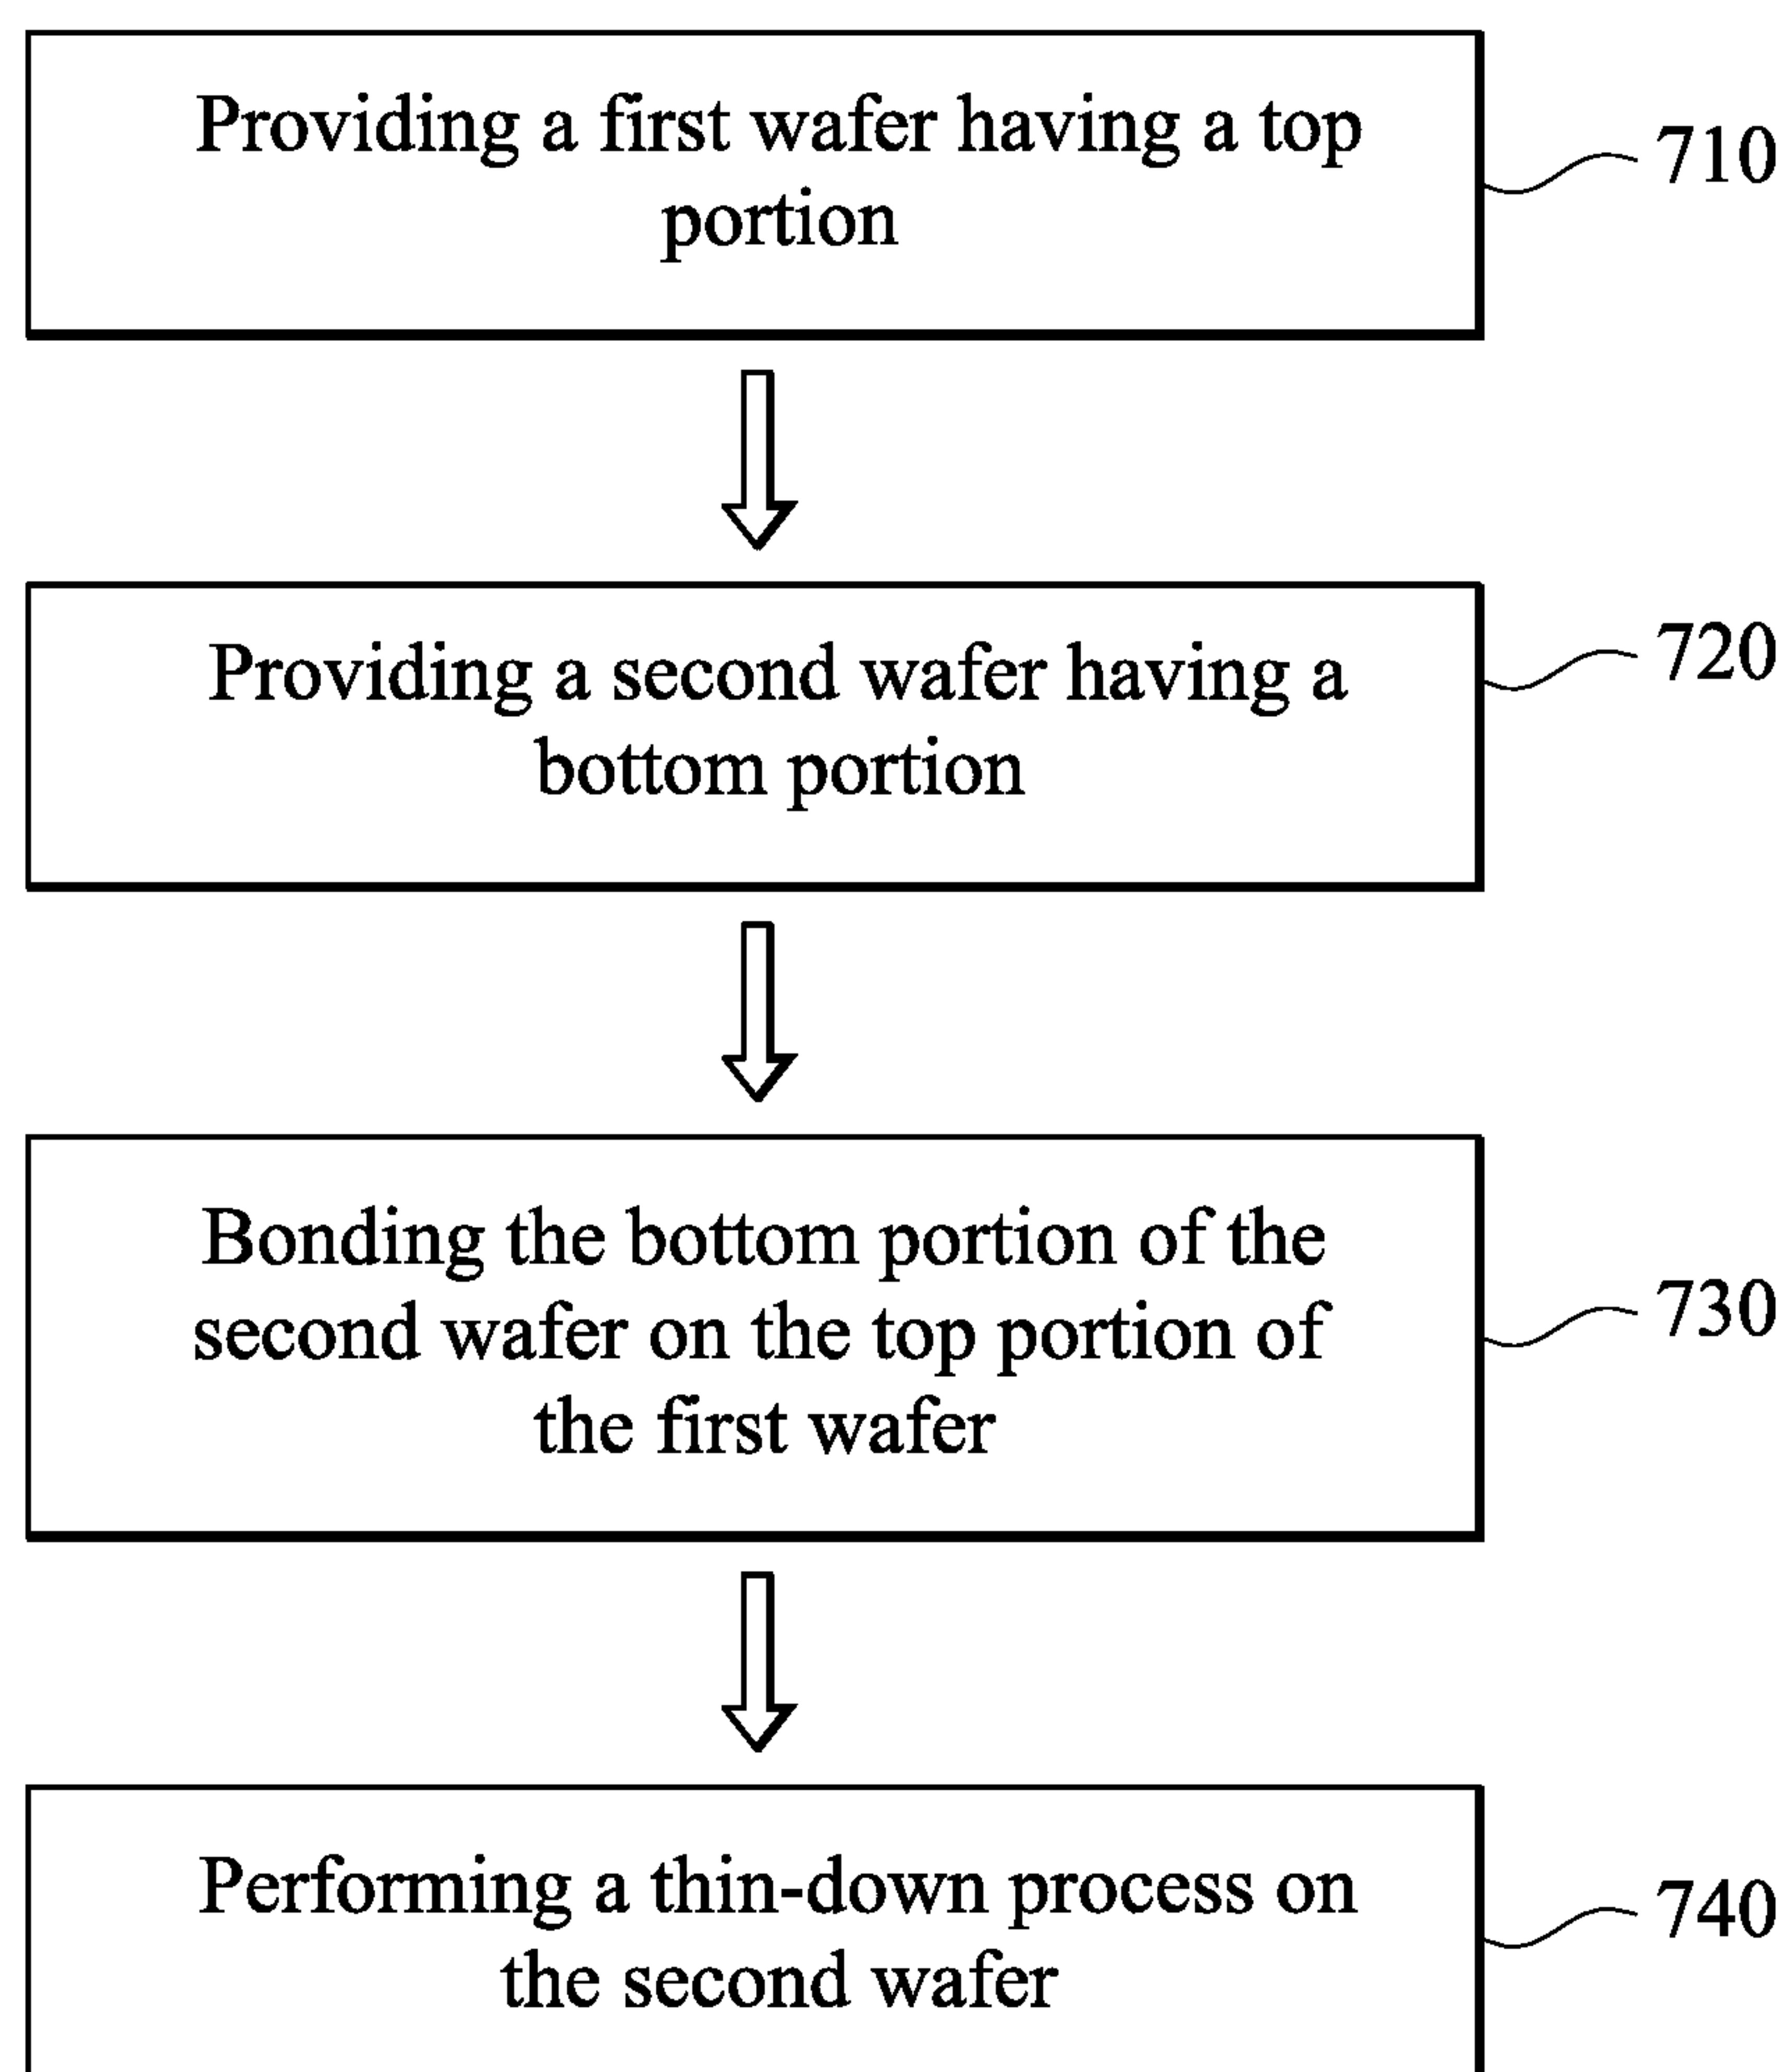 Providing a first wafer having a top
portion
710
Providing a second wafer having a
bottom portion
720
Bonding the bottom portion of the
second wafer on the top portion of
the first wafer
730
Performing a thin-down process on
the second wafer
740